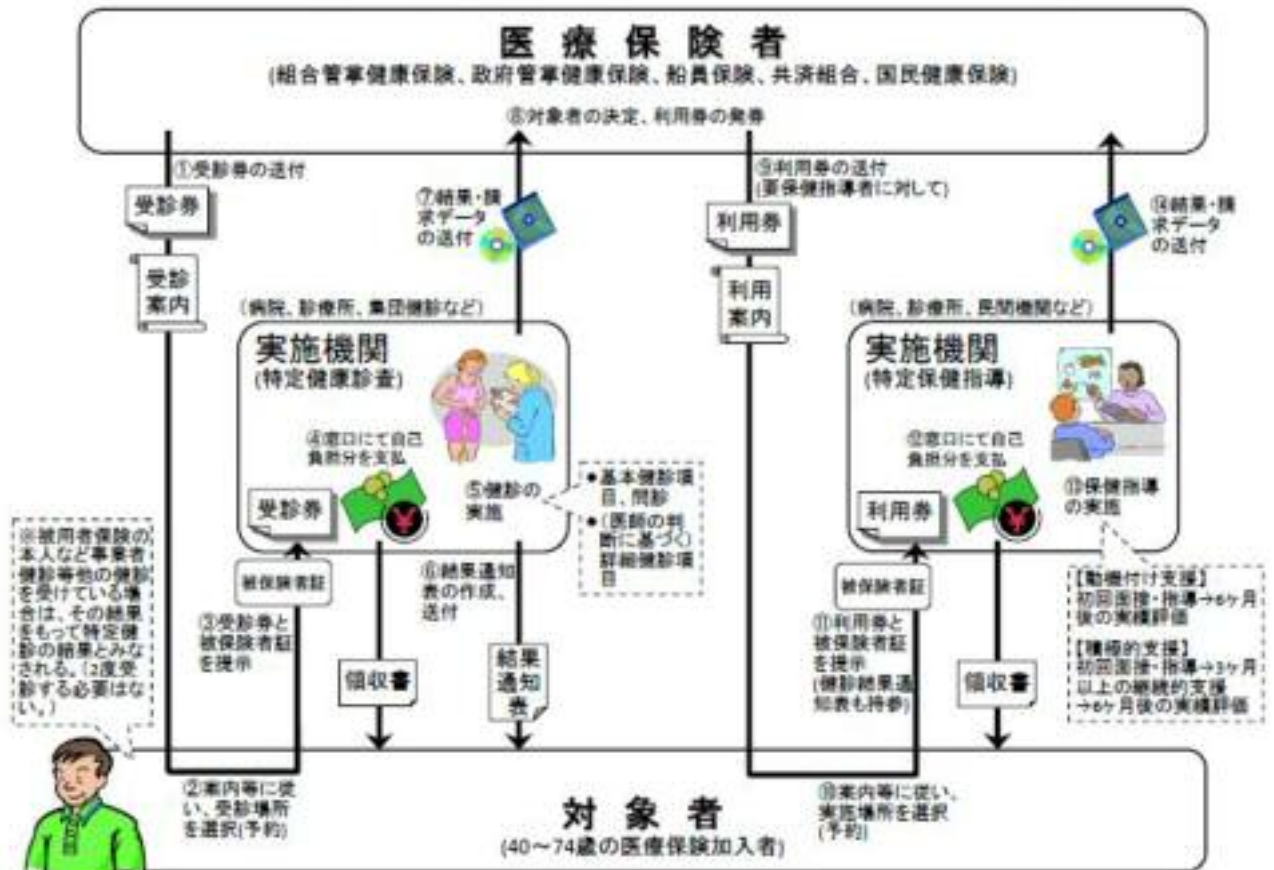 医療保険者
(組合管掌健康保険、政府管掌健康保険、船員保険、共済組合、国民健康保険)
⑧対象者の決定、利用券の発券
①受診券の送付
受診券
受診
案内
⑦結果・請
求データ
の送付
⑨利用券の送付
(要保健指導者に対して)
利用券
利用
案内
⑭結果・請
求データ
の送付
(病院、診療所、集団健診など)
実施機関
(特定健康診査)
④窓口にて自己
負担分を支払
受診券
⑤健診の
実施
●基本健診項
目、問診
●(医師の判
断に基づく)
詳細健診項
目
(病院、診療所、民間機関など)
実施機関
(特定保健指導)
⑫窓口にて自己
負担分を支払
利用券
⑬保健指導
の実施
【動機付け支援】
初回面接・指導→6ヶ月
後の実績評価
【積極的支援】
初回面接・指導→3ヶ月
以上の継続的支援
→6ヶ月後の実績評価
※被用者保険の
本人など事業者
健診等他の健診
を受けている場
合は、その結果
をもって特定健
診の結果とみな
される。(2度受
診する必要はな
い。)
被保険者証
③受診券と
被保険者証
を提示
領収書
⑥結果通知
表の作成、
送付
結果
通知
表
被保険者証
⑪利用券と
被保険者証
を提示
(健診結果通
知表も持参)
領収書
②案内等に従
い、受診場所
を選択(予約)
⑩案内等に従い、
実施場所を選択
(予約)
対象者
(40～74歳の医療保険加入者)